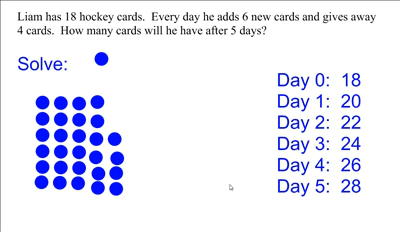 Liam has 18 hockey cards.  Every day he adds 6 new cards and gives away
4 cards.  How many cards will he have after 5 days?
Solve:
Day 0:  18
Day 1:  20
Day 2:  22
Day 3:  24
Day 4:  26
Day 5:  28